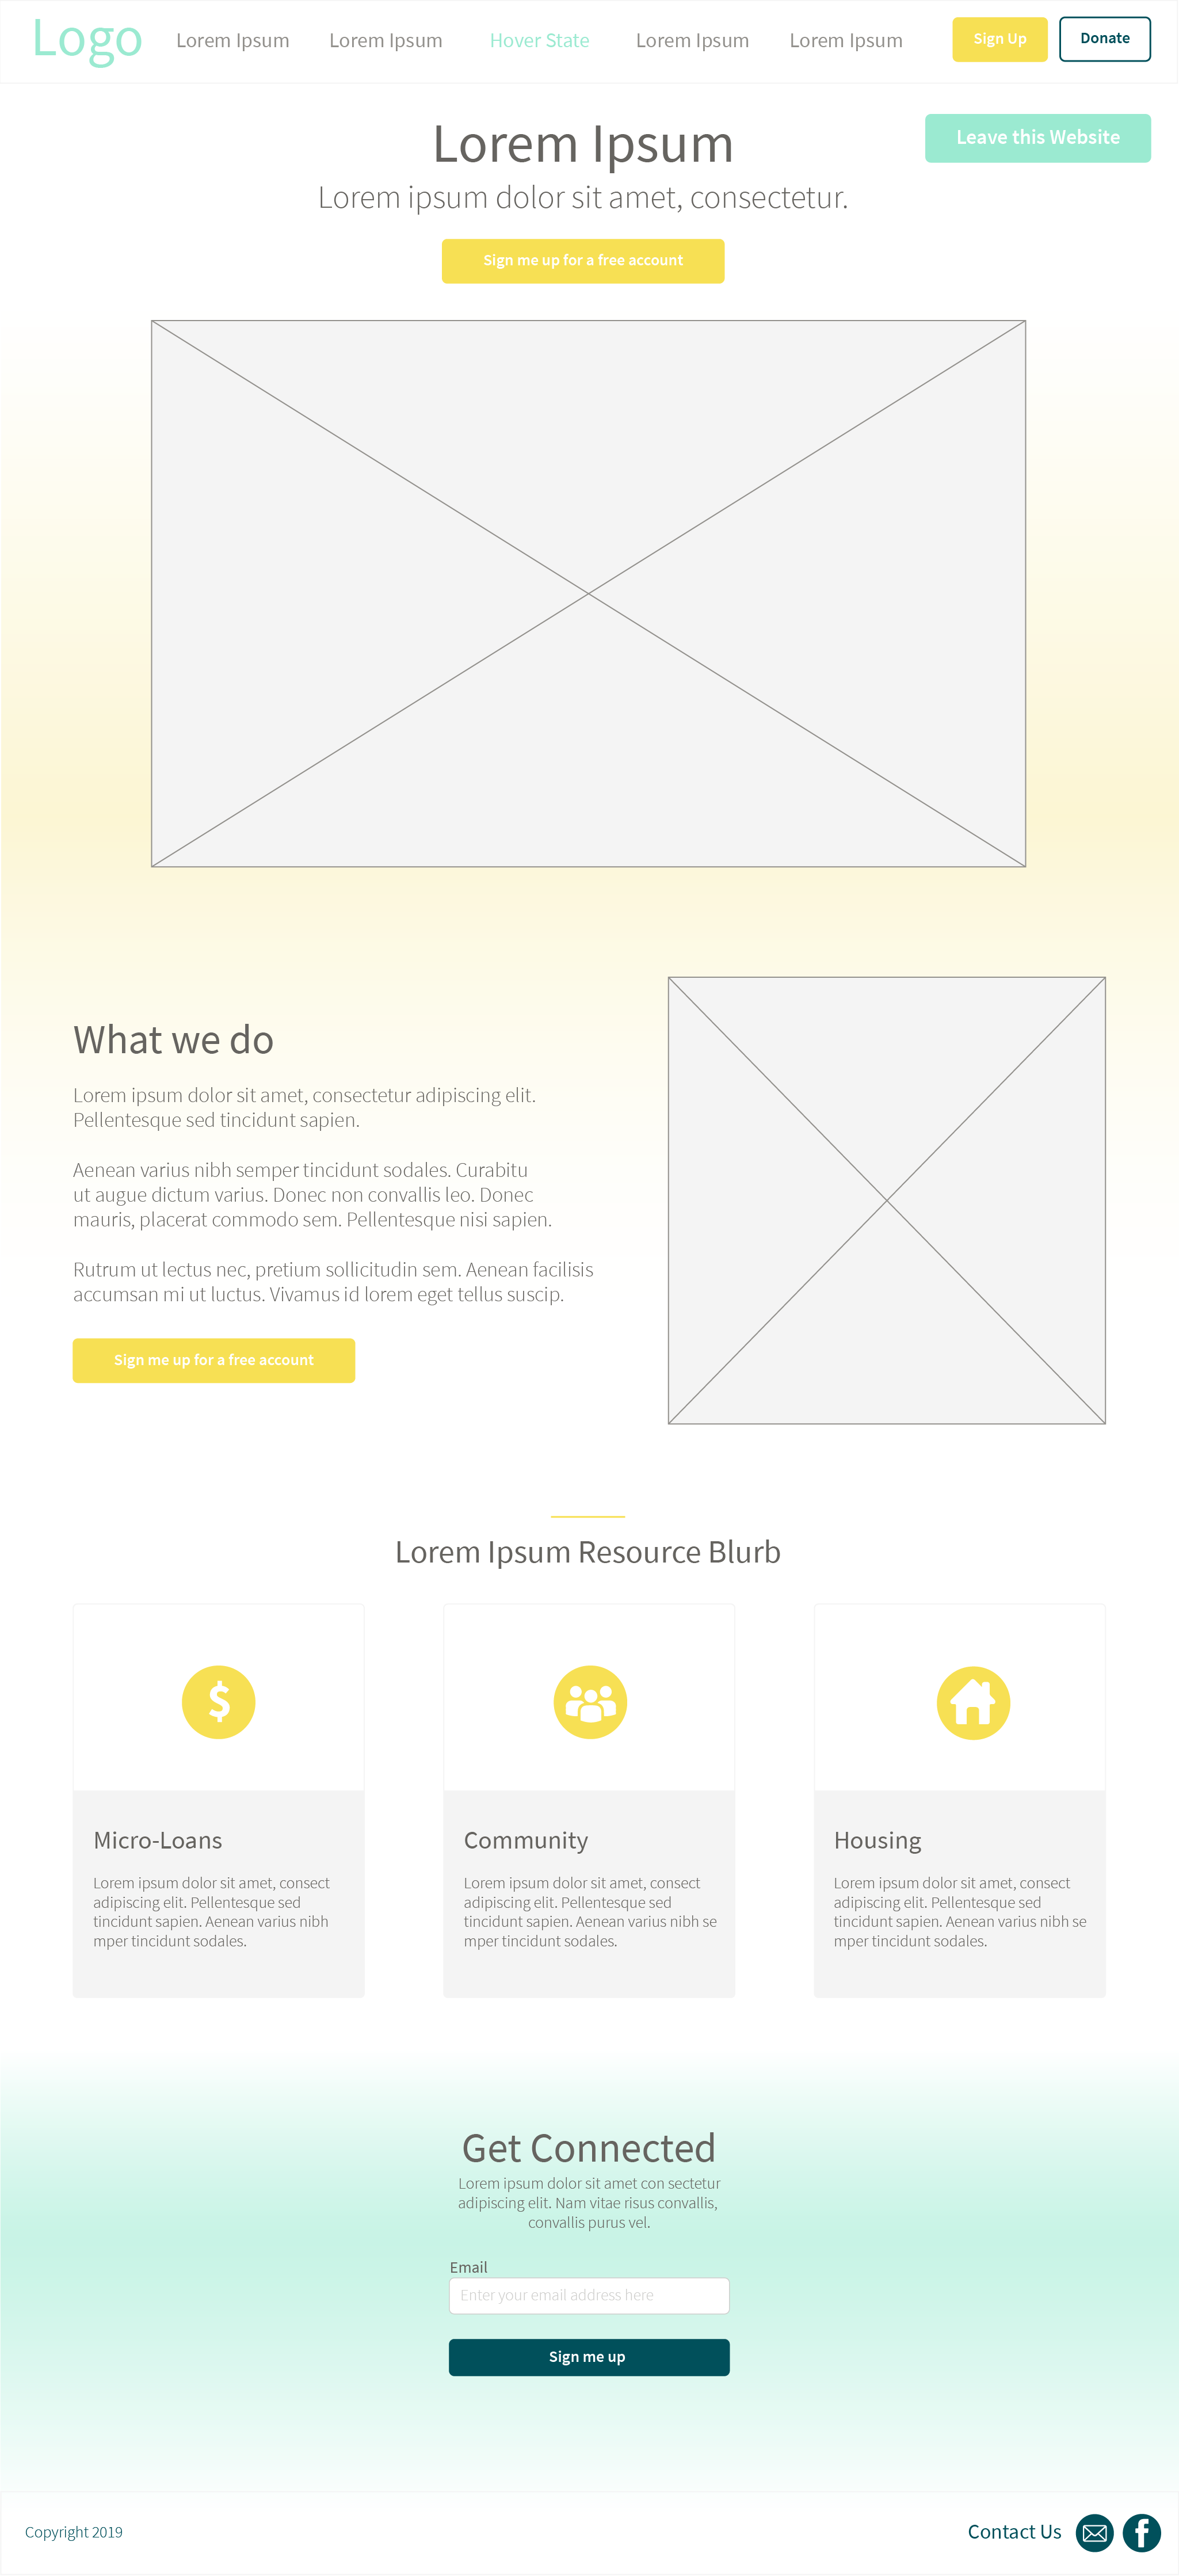 Logo
Lorem Ipsum
Lorem Ipsum
Hover State
Lorem Ipsum
Lorem Ipsum
Sign Up
Donate
Leave this Website
Lorem Ipsum
Lorem ipsum dolor sit amet, consectetur.
Sign me up for a free account
What we do
Lorem ipsum dolor sit amet, consectetur adipiscing elit.
Pellentesque sed tincidunt sapien.
Aenean varius nibh semper tincidunt sodales. Curabitu
ut augue dictum varius. Donec non convallis leo. Donec
mauris, placerat commodo sem. Pellentesque nisi sapien.
Rutrum ut lectus nec, pretium sollicitudin sem. Aenean facilisis
accumsan mi ut luctus. Vivamus id lorem eget tellus suscip.
Sign me up for a free account
Lorem Ipsum Resource Blurb
$
Micro-Loans
Lorem ipsum dolor sit amet, consect
adipiscing elit. Pellentesque sed
tincidunt sapien. Aenean varius nibh
mper tincidunt sodales.
Community
Lorem ipsum dolor sit amet, consect
adipiscing elit. Pellentesque sed
tincidunt sapien. Aenean varius nibh se
mper tincidunt sodales.
Housing
Lorem ipsum dolor sit amet, consect
adipiscing elit. Pellentesque sed
tincidunt sapien. Aenean varius nibh se
mper tincidunt sodales.
Get Connected
Lorem ipsum dolor sit amet con sectetur
adipiscing elit. Nam vitae risus convallis,
convallis purus vel.
Email
Enter your email address here
Sign me up
Copyright 2019
Contact Us
f